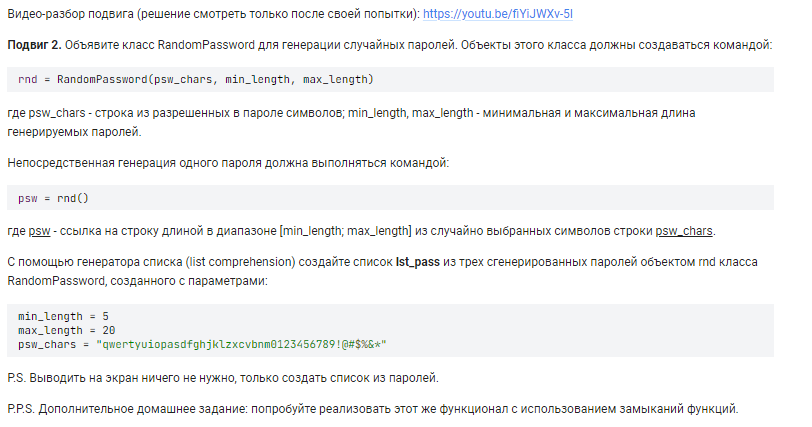 Видео-разбор подвига (решение смотреть только после своей попытки): https://youtu.be/fiYiJWXv-5I
Подвиг 2. Объявите класс RandomPassword для генерации случайных паролей. Объекты этого класса должны создаваться командой:
rnd = RandomPassword(psw_chars, min_length, max_length)
где psw_chars - строка из разрешенных в пароле символов; min_length, max_length - минимальная и максимальная длина
генерируемых паролей.
Непосредственная генерация одного пароля должна выполняться командой:
psw = rnd()
где psw - ссылка на строку длиной в диапазоне [min_length; max_length] из случайно выбранных символов строки psw_chars.
С помощью генератора списка (list comprehension) создайте список lst_pass из трех сгенерированных паролей объектом rnd класса
RandomPassword, созданного с параметрами:
min_length = 5
max_length = 20
psw_chars = "qwertyuiopasdfghjklzxcvbnm0123456789!@#$%&*"
P.S. Выводить на экран ничего не нужно, только создать список из паролей.
P.P.S. Дополнительное домашнее задание: попробуйте реализовать этот же функционал с использованием замыканий функций.